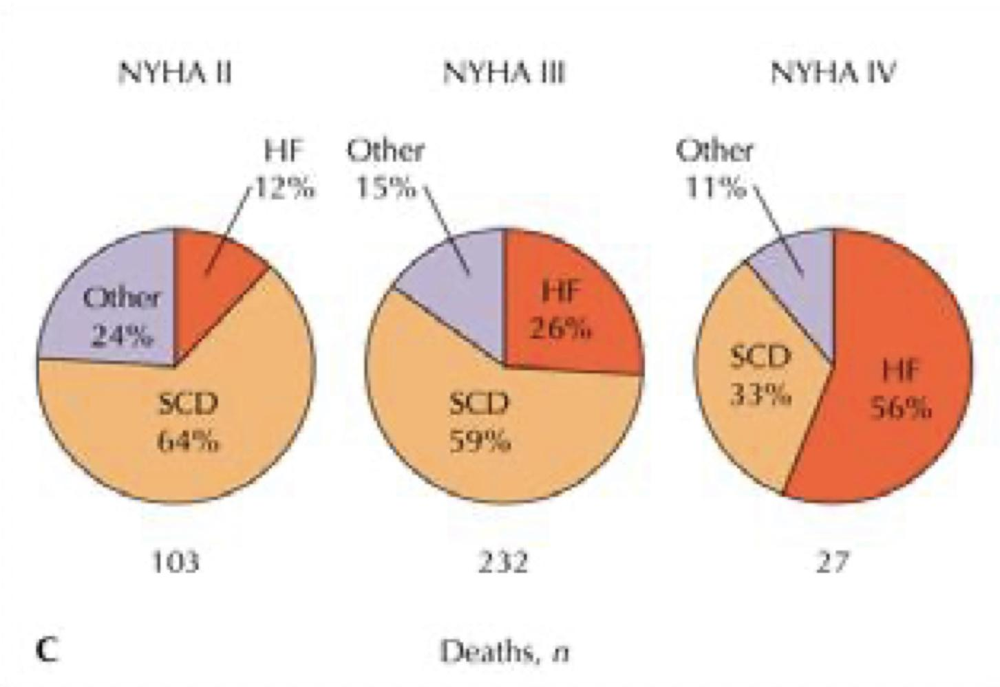 NYHA II
HF
12%
Other
24%
SCD
64%
103
NYHA III
Other
15%
HF
26%
SCD
59%
232
NYHA IV
Other
11%
SCD
33%
HF
56%
27
C
Deaths, n